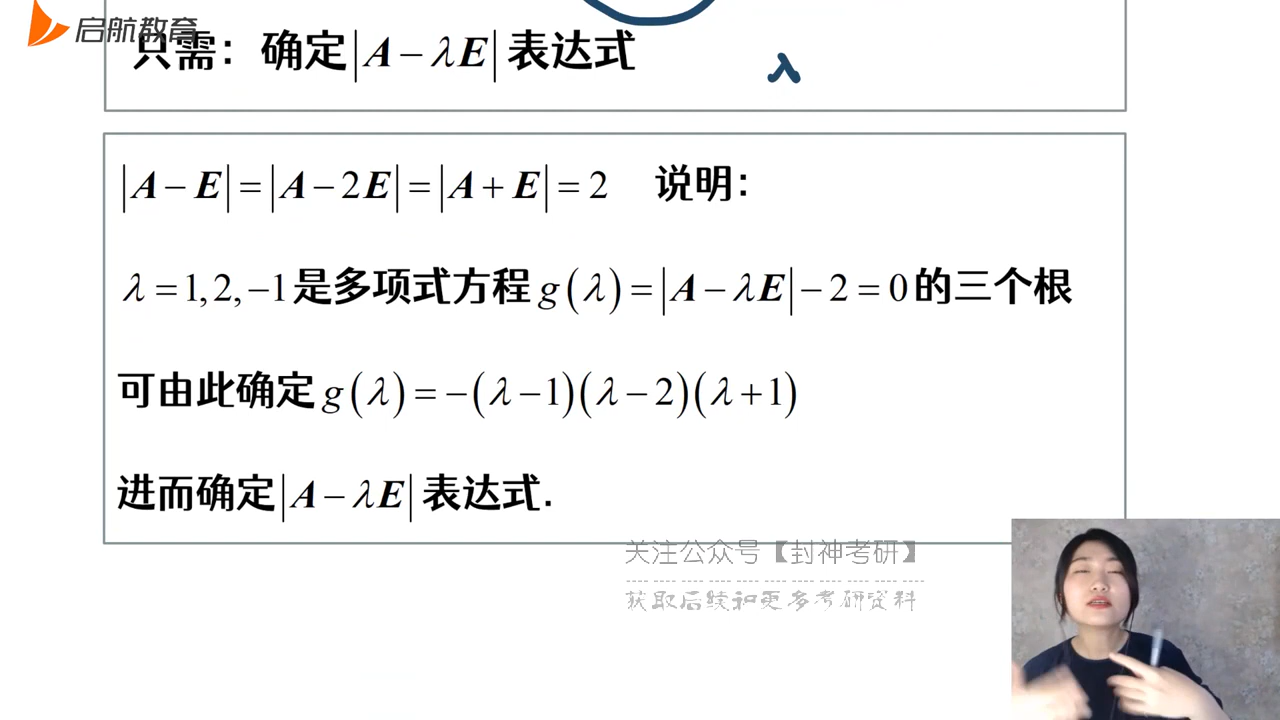 启航教育
只需：确定|A−λE|表达式
λ
|A−E|=|A−2E|=|A+E|=2 说明：
λ=1,2,−1是多项式方程g(λ)=|A−λE|−2=0的三个根
可由此确定g(λ)=−(λ−1)(λ−2)(λ+1)
进而确定|A−λE|表达式.
关注公众号【封神考研】
获取后续和更多考研资料